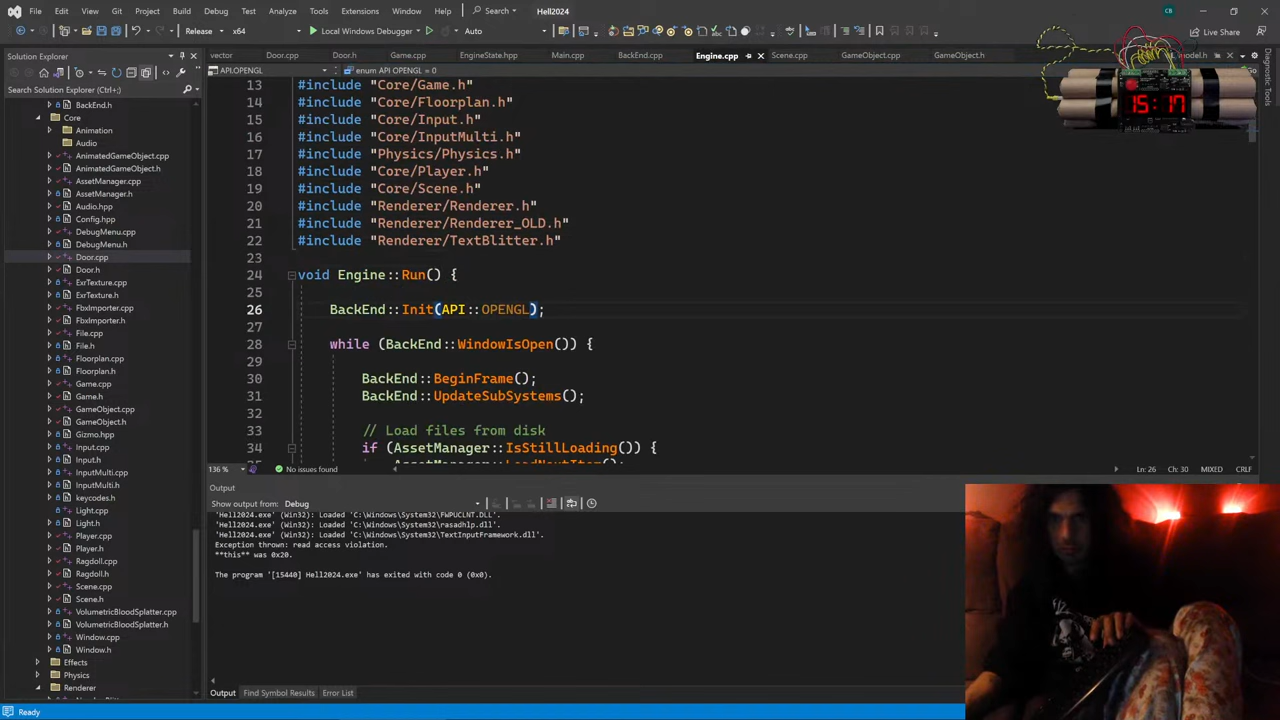 File Edit View Git Project Build Debug Test Analyze Tools Extensions Window Help Search Hell2024 CB
Release x64 Local Windows Debugger Auto Live Share
Solution Explorer
Search Solution Explorer (Ctrl+;)
BackEnd.h
Core
Animation
Audio
AnimatedGameObject.cpp
AnimatedGameObject.h
AssetManager.cpp
AssetManager.h
Audio.hpp
Config.hpp
DebugMenu.cpp
DebugMenu.h
Door.cpp
Door.h
ExrTexture.cpp
ExrTexture.h
FbxImporter.cpp
FbxImporter.h
File.cpp
File.h
Floorplan.cpp
Floorplan.h
Game.cpp
Game.h
GameObject.cpp
GameObject.h
Gizmo.hpp
Input.cpp
Input.h
InputMulti.cpp
InputMulti.h
keycodes.h
Light.cpp
Light.h
Player.cpp
Player.h
Ragdoll.cpp
Ragdoll.h
Scene.cpp
Scene.h
VolumetricBloodSplatter.cpp
VolumetricBloodSplatter.h
Window.cpp
Window.h
Effects
Physics
Renderer
vector Door.cpp Door.h Game.cpp EngineState.hpp Main.cpp BackEnd.cpp Engine.cpp Scene.cpp GameObject.cpp GameObject.h model.h
API.OPENGL enum API OPENGL = 0
15:17
Diagnostic Tools
13 #include "Core/Game.h"
14 #include "Core/Floorplan.h"
15 #include "Core/Input.h"
16 #include "Core/InputMulti.h"
17 #include "Physics/Physics.h"
18 #include "Core/Player.h"
19 #include "Core/Scene.h"
20 #include "Renderer/Renderer.h"
21 #include "Renderer/Renderer_OLD.h"
22 #include "Renderer/TextBlitter.h"
23
24 void Engine::Run() {
25
26 BackEnd::Init(API::OPENGL);
27
28 while (BackEnd::WindowIsOpen()) {
29
30 BackEnd::BeginFrame();
31 BackEnd::UpdateSubSystems();
32
33 // Load files from disk
34 if (AssetManager::IsStillLoading()) {
AssetManager::LoadNextItem();
136 % No issues found Ln: 26 Ch: 30 MIXED CRLF
Output
Show output from: Debug
'Hell2024.exe' (Win32): Loaded 'C:\Windows\System32\FWPUCLNT.DLL'.
'Hell2024.exe' (Win32): Loaded 'C:\Windows\System32\rasadhlp.dll'.
'Hell2024.exe' (Win32): Loaded 'C:\Windows\System32\TextInputFramework.dll'.
Exception thrown: read access violation.
**this** was 0x20.
The program '[15440] Hell2024.exe' has exited with code 0 (0x0).
Output Find Symbol Results Error List
Ready